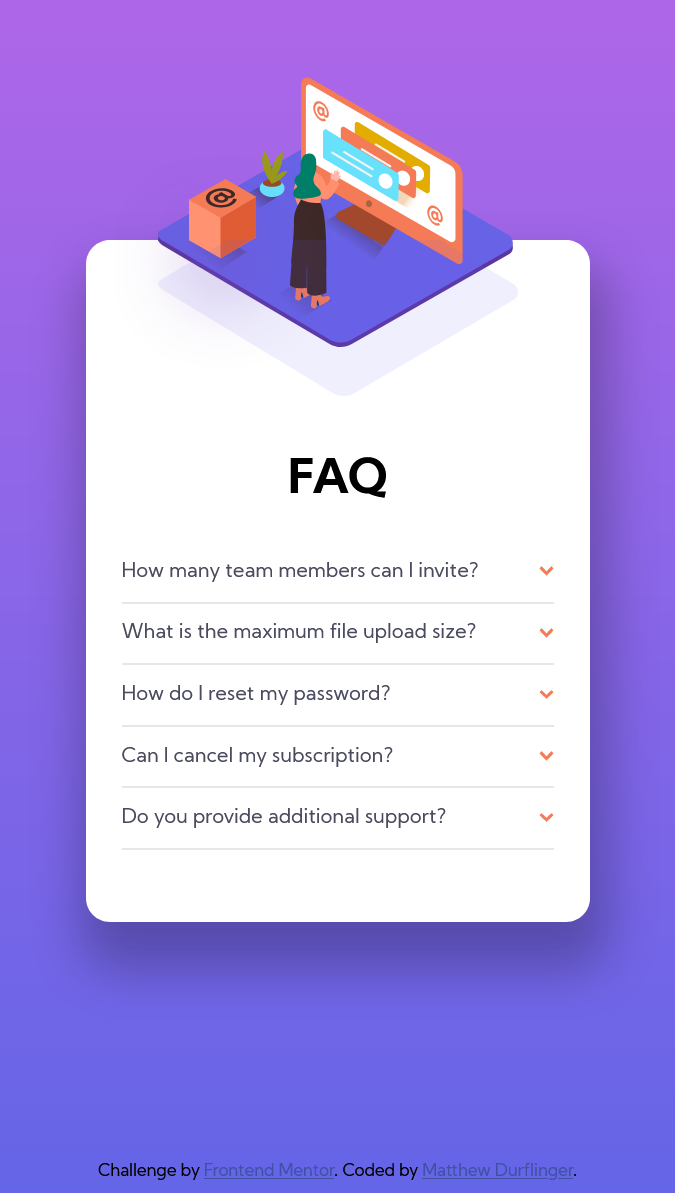 @
@
@
FAQ
How many team members can I invite?
What is the maximum file upload size?
How do I reset my password?
Can I cancel my subscription?
Do you provide additional support?
Challenge by Frontend Mentor. Coded by Matthew Durflinger.